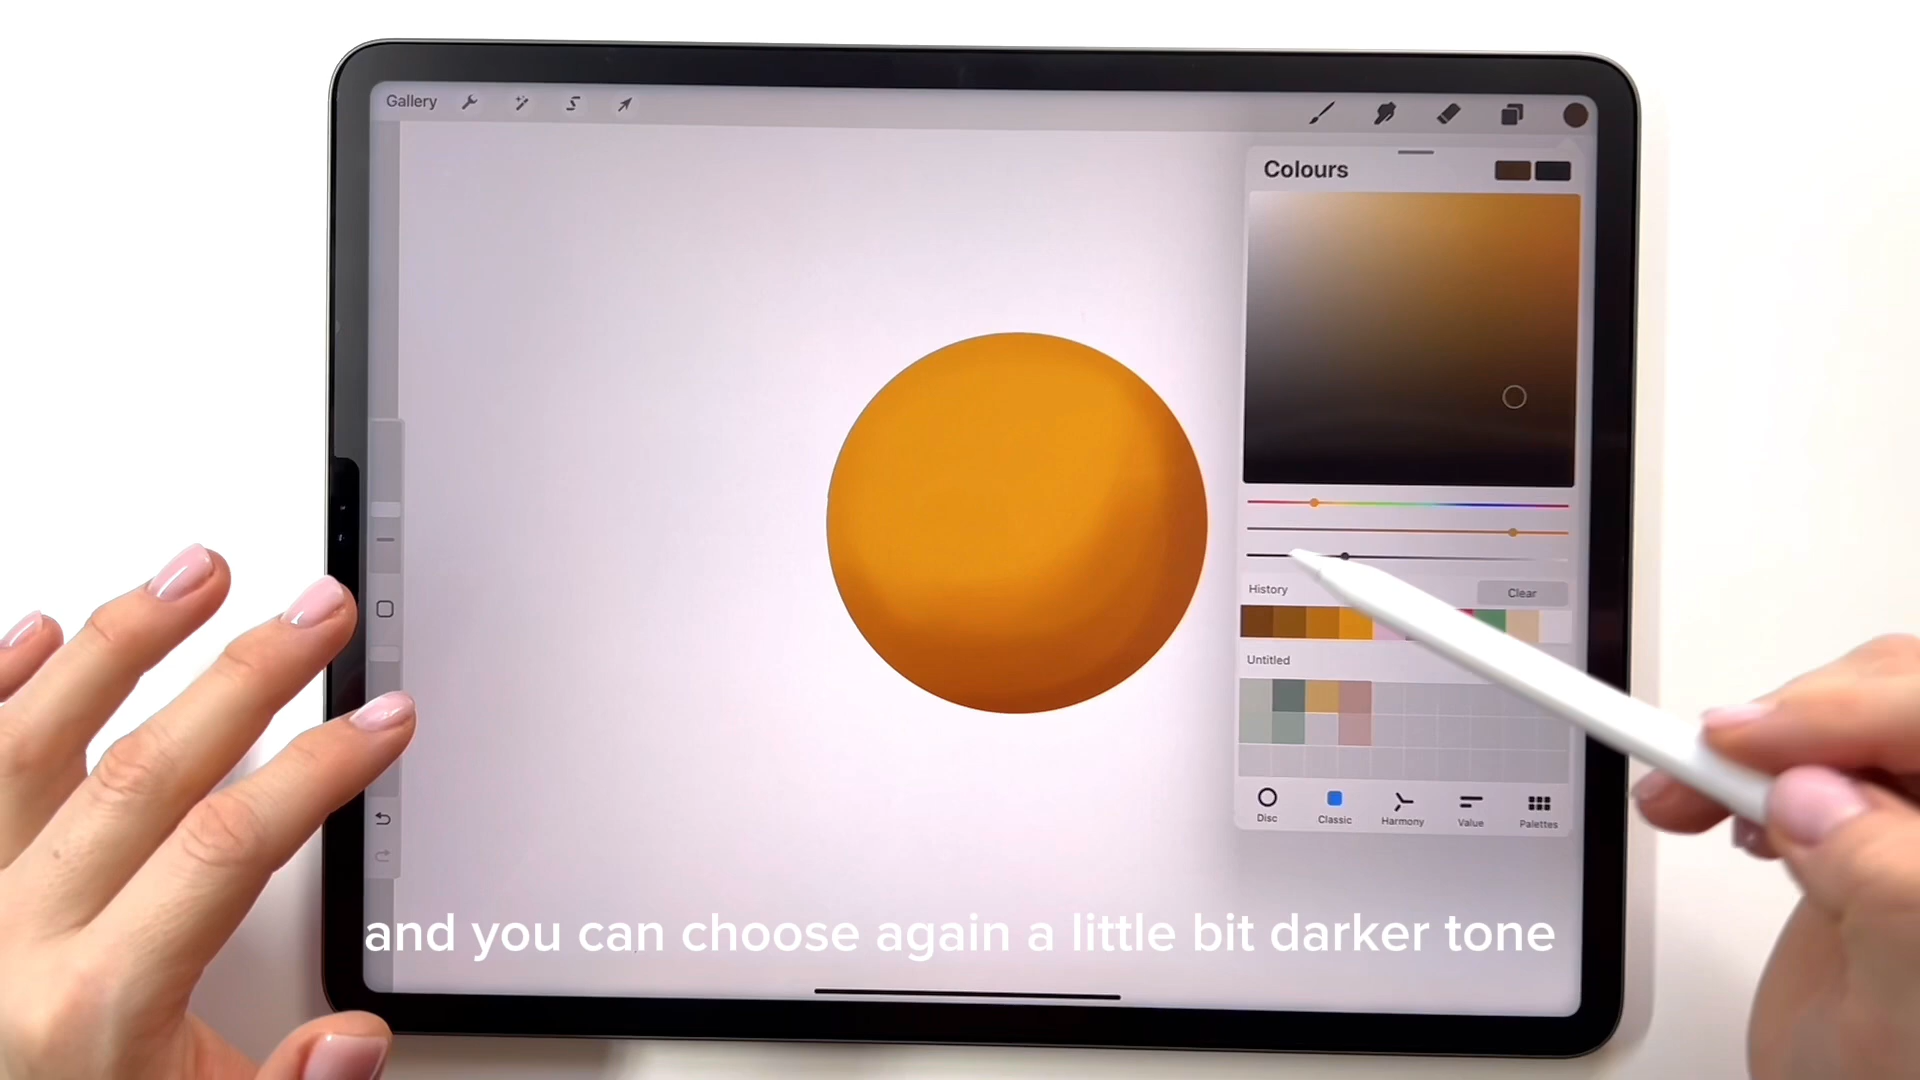 Gallery
Colours
History
Clear
Untitled
Disc
Classic
Harmony
Value
Palettes
and you can choose again a little bit darker tone